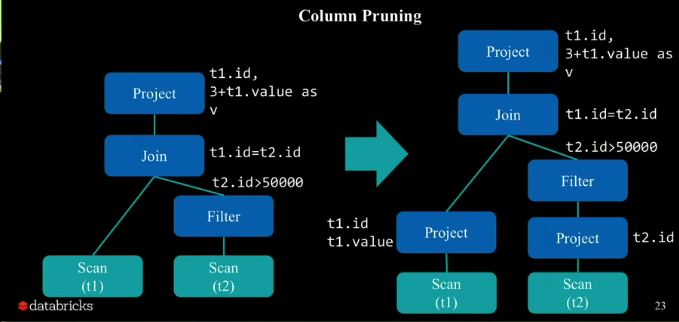 Column Pruning
Project
t1.id,
3+t1.value as
v
Join
t1.id=t2.id
t2.id>50000
Filter
Scan
(t1)
Scan
(t2)
Project
t1.id,
3+t1.value as
v
Join
t1.id=t2.id
t2.id>50000
Filter
t1.id
t1.value
Project
Project
t2.id
Scan
(t1)
Scan
(t2)
databricks
23